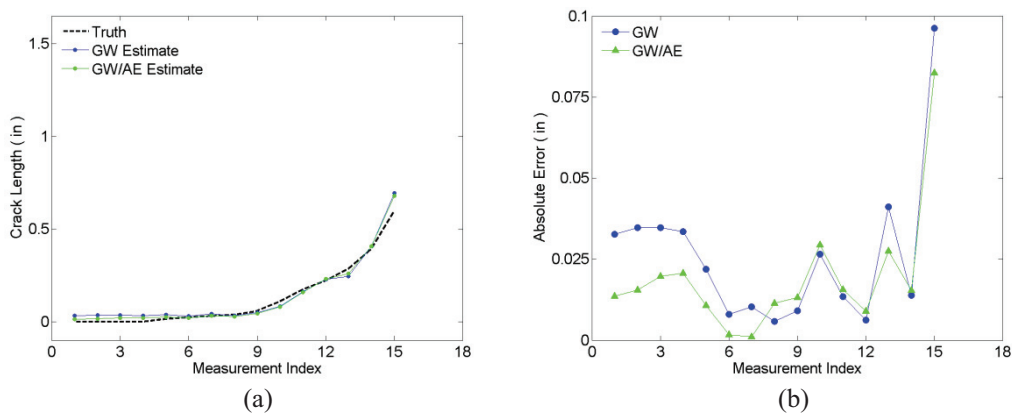 1.5
1
0.5
0
Crack Length ( in )
Truth
GW Estimate
GW/AE Estimate
0 3 6 9 12 15 18
Measurement Index
(a)
0.1
0.075
0.05
0.025
0
Absolute Error ( in )
GW
GW/AE
0 3 6 9 12 15 18
Measurement Index
(b)